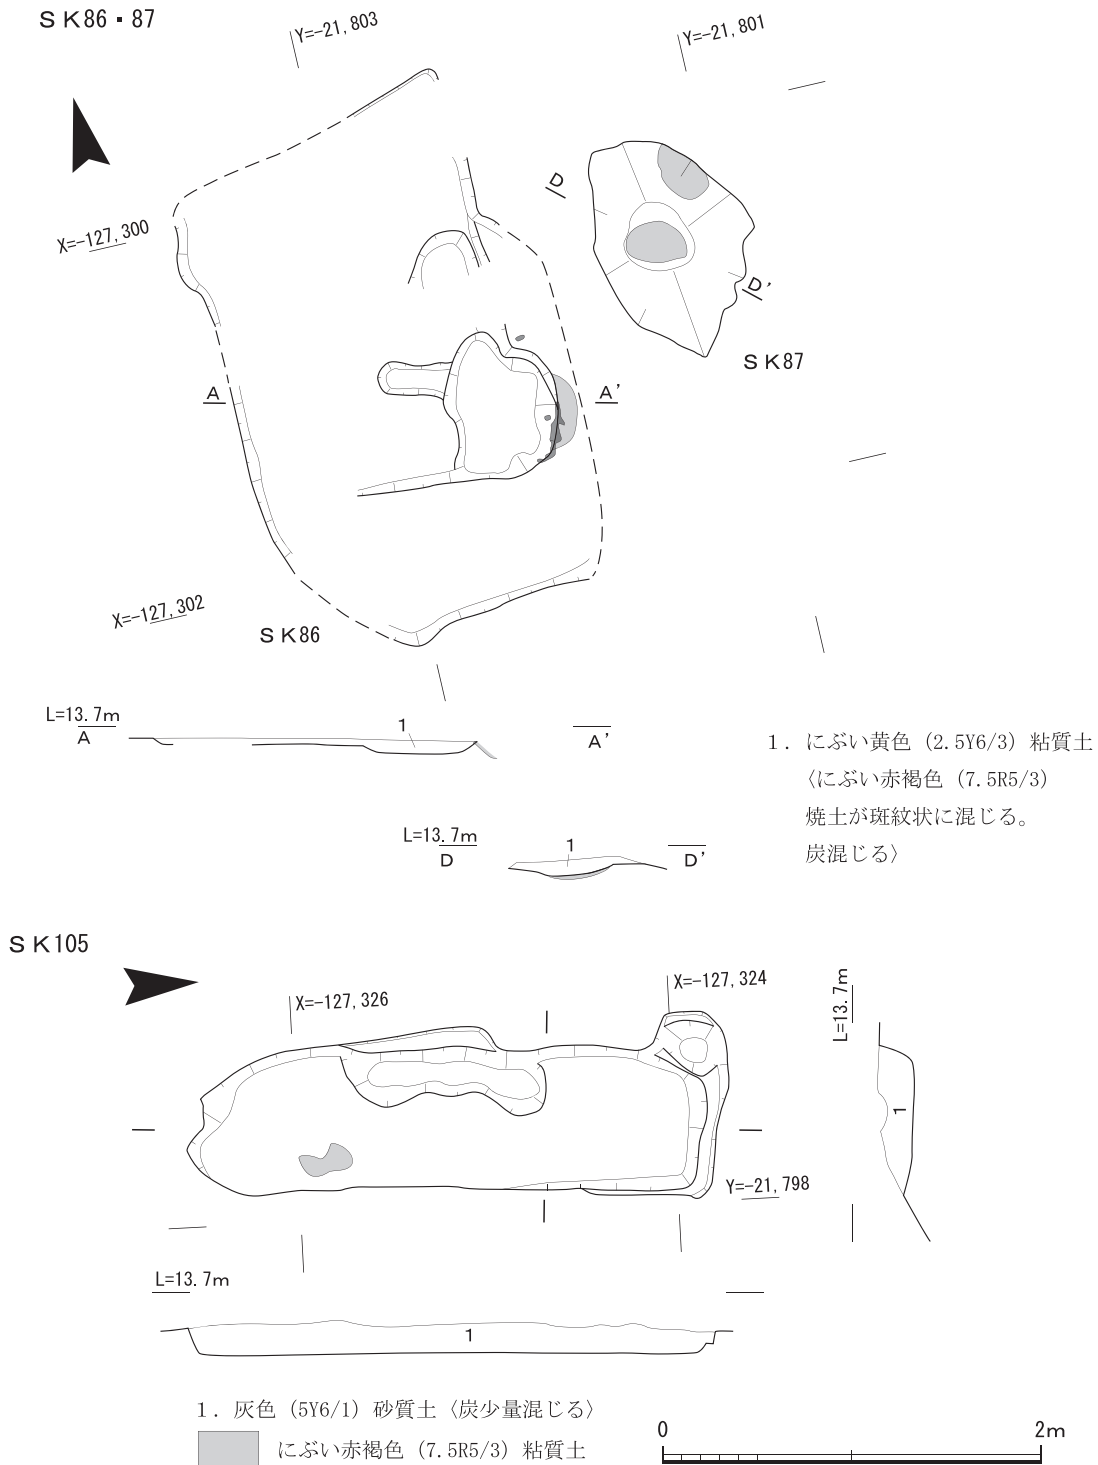 ＳＫ86・87
Y=-21,803
Y=-21,801
X=-127,300
D
D'
ＳＫ87
A
A'
X=-127,302
ＳＫ86
L=13.7m
A
1
A'
1．にぶい黄色（2.5Y6/3）粘質土
〈にぶい赤褐色（7.5R5/3）
焼土が斑紋状に混じる。
炭混じる〉
L=13.7m
D
1
D'
ＳＫ105
X=-127,326
X=-127,324
L=13.7m
1
Y=-21,798
L=13.7m
1
1．灰色（5Y6/1）砂質土〈炭少量混じる〉
にぶい赤褐色（7.5R5/3）粘質土
0
2m